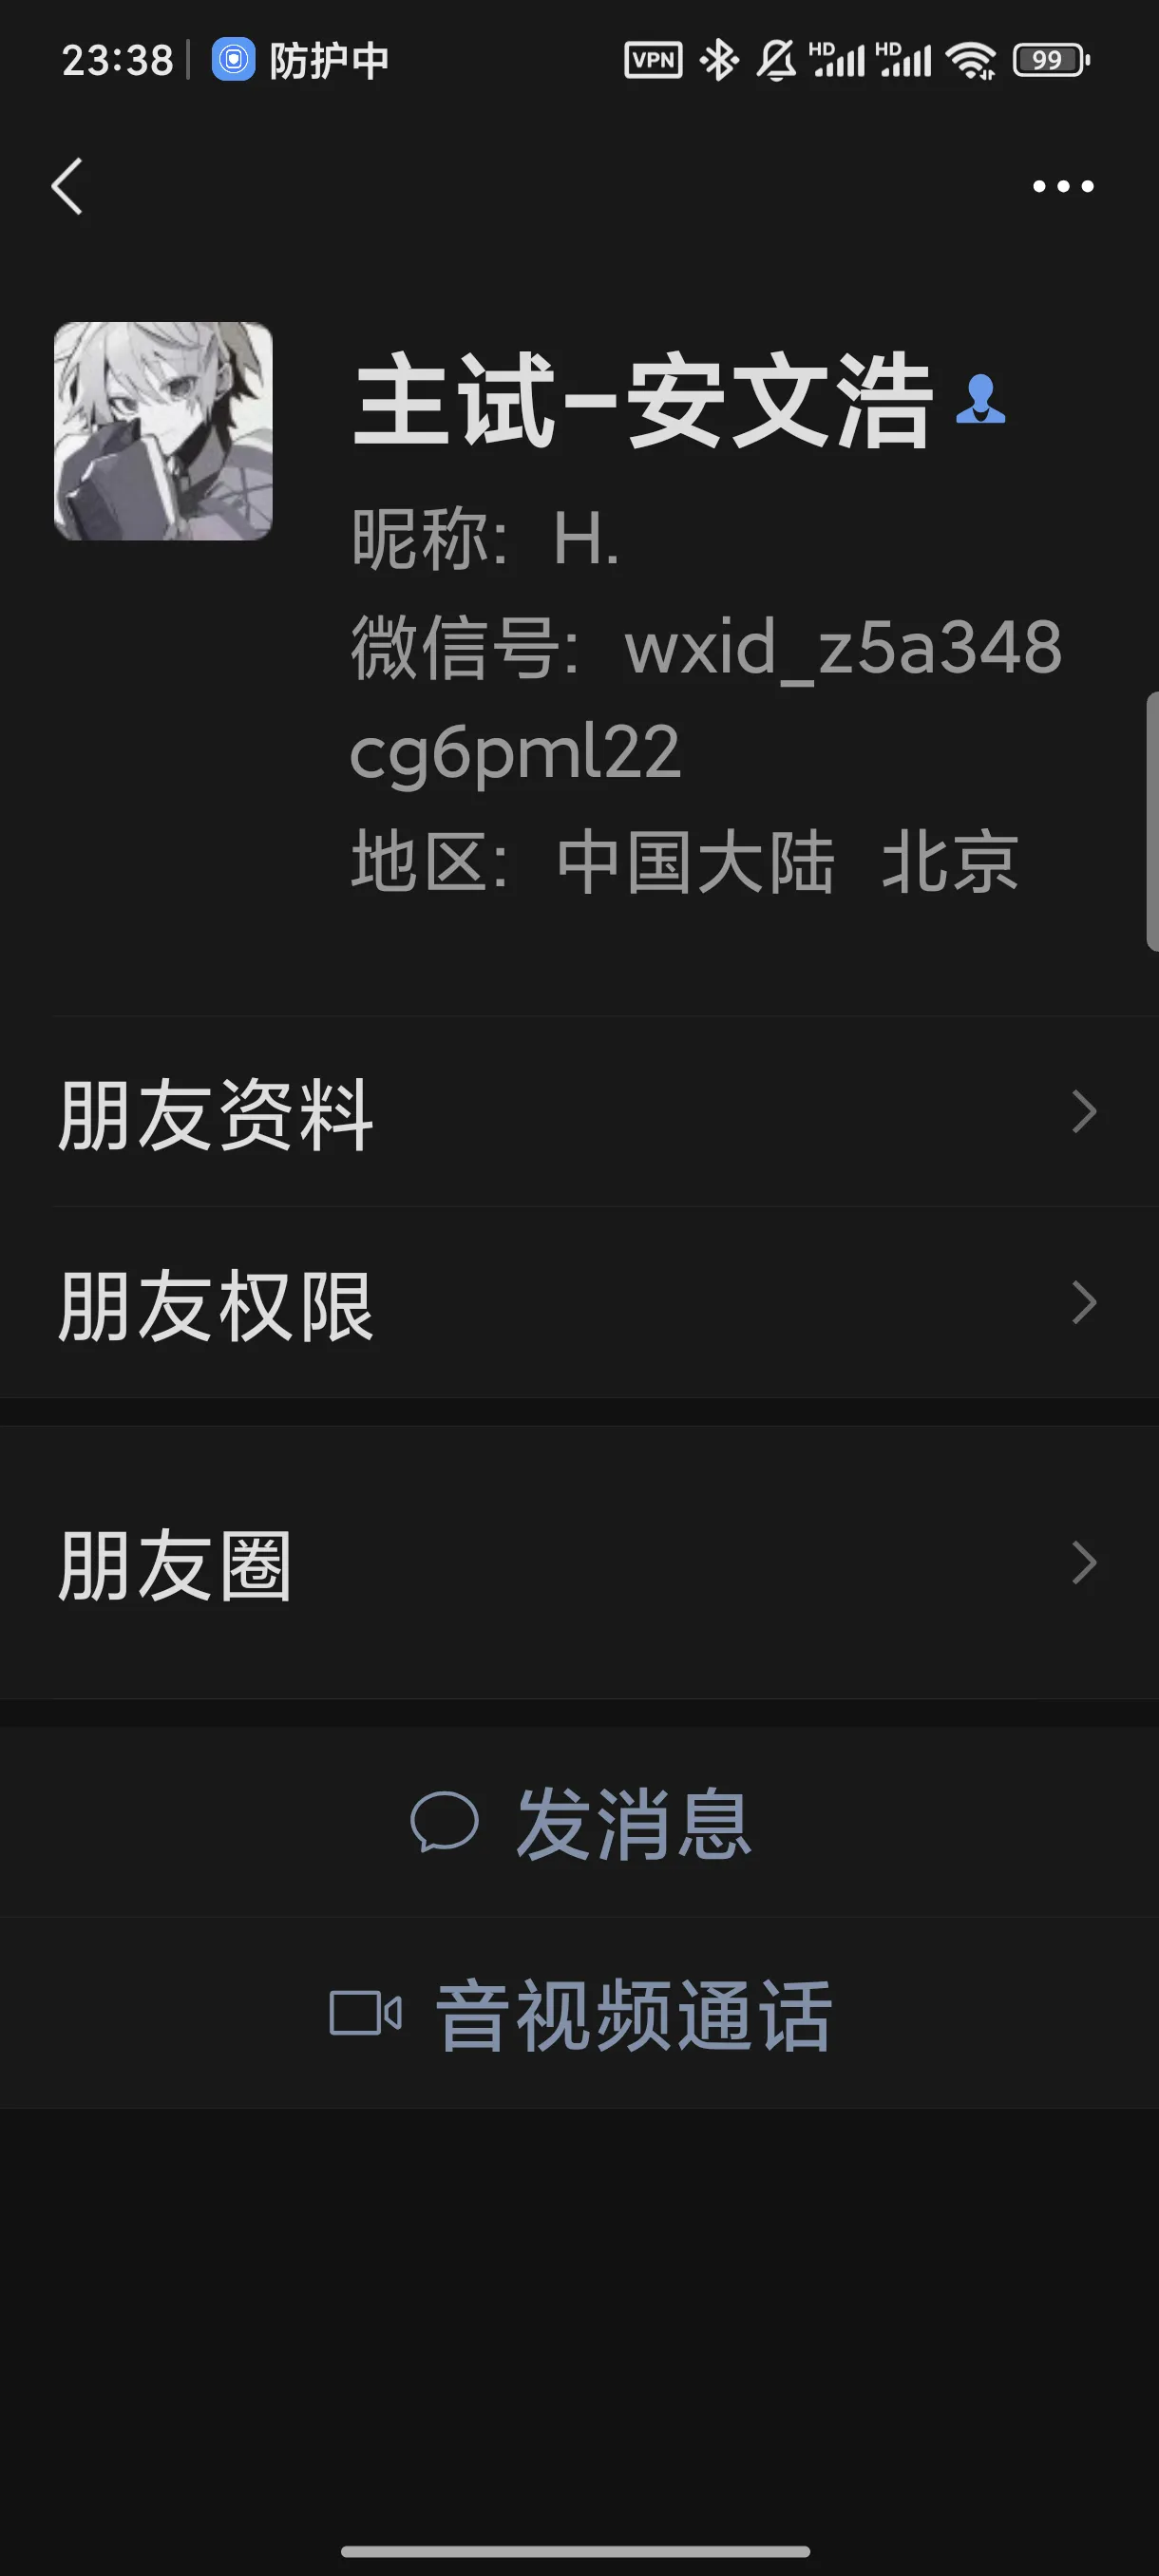 23:38 防护中 VPN HD HD 99
主试-安文浩
昵称: H.
微信号: wxid_z5a348
cg6pml22
地区: 中国大陆 北京
朋友资料
朋友权限
朋友圈
发消息
音视频通话